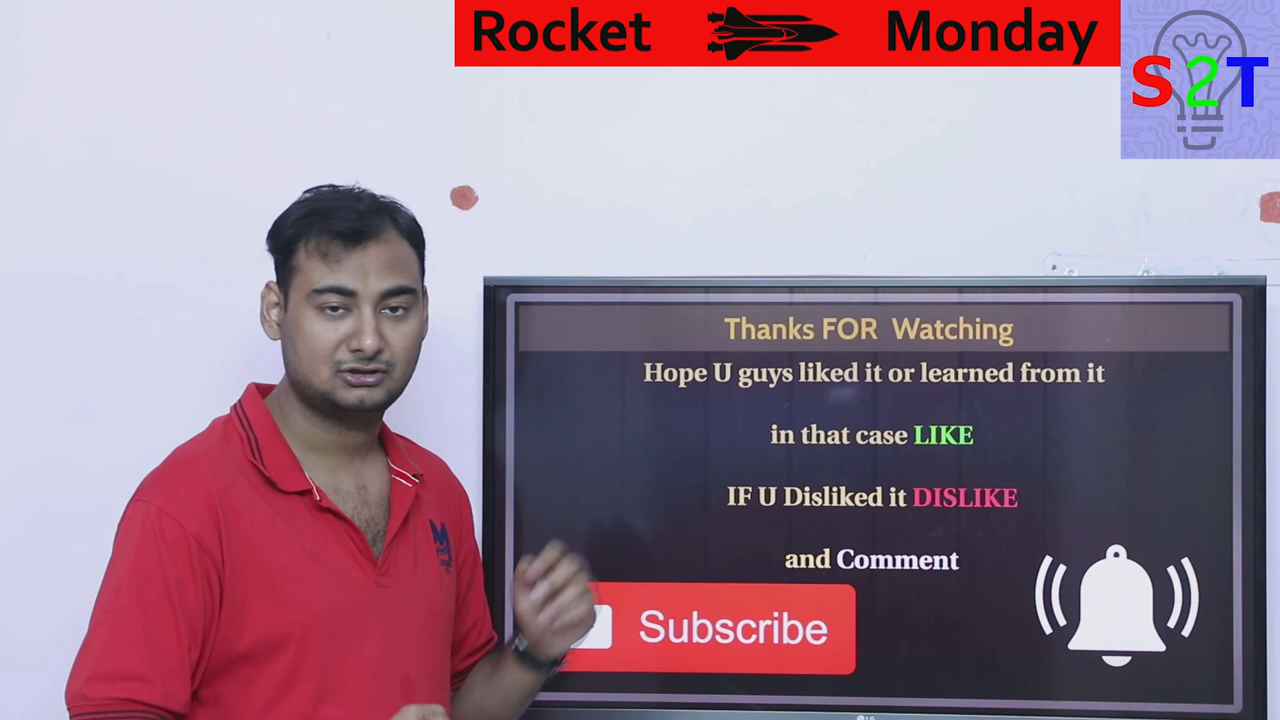 Rocket Monday
S2T
Thanks FOR Watching
Hope U guys liked it or learned from it
in that case LIKE
IF U Disliked it DISLIKE
and Comment
Subscribe
LG